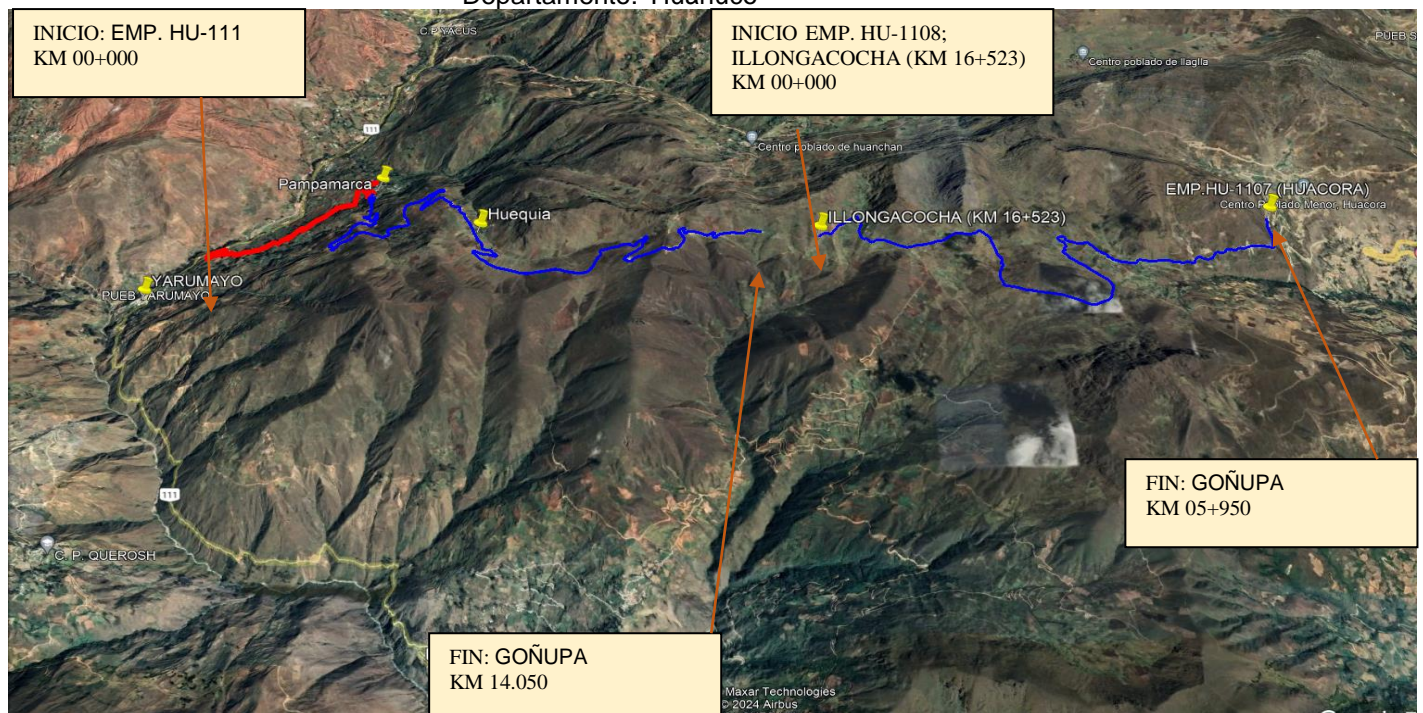 Departamento: Huánuco
INICIO: EMP. HU-111
KM 00+000
INICIO EMP. HU-1108;
ILLONGACOCHA (KM 16+523)
KM 00+000
C.P YACUS
Centro poblado de llaglla
PUEB S
111
Centro poblado de huanchan
Pampamarca
Huequia
ILLONGACOCHA (KM 16+523)
EMP.HU-1107 (HUACORA)
Centro Poblado Menor, Huacora
YARUMAYO
PUEB YARUMAYO
111
C. P. QUEROSH
FIN: GOÑUPA
KM 05+950
FIN: GOÑUPA
KM 14.050
Maxar Technologies
© 2024 Airbus